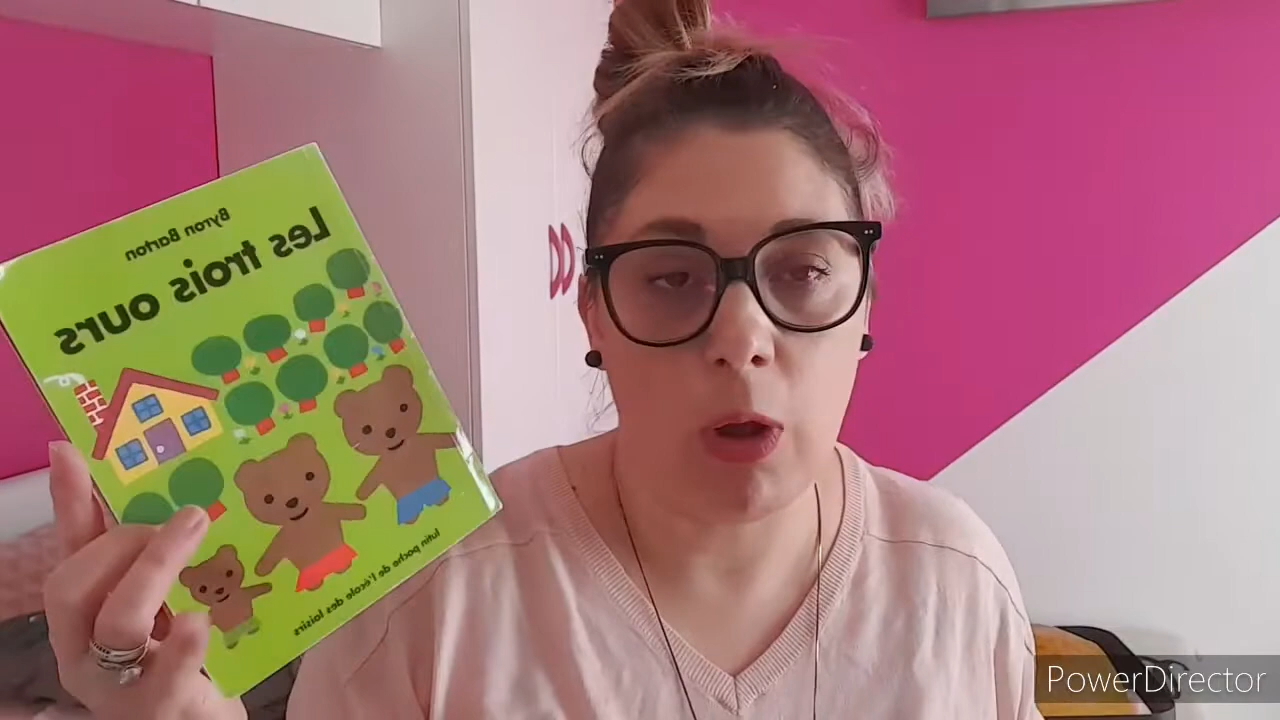 Byron Barton
Les trois ours
lutin poche de l'école des loisirs
PowerDirector